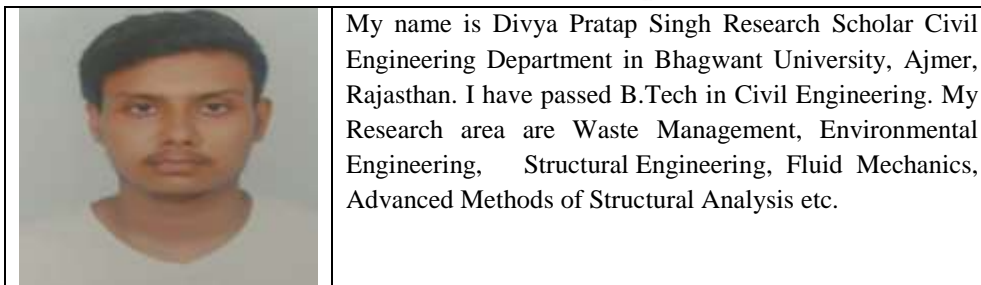 My name is Divya Pratap Singh Research Scholar Civil
Engineering Department in Bhagwant University, Ajmer,
Rajasthan. I have passed B.Tech in Civil Engineering. My
Research area are Waste Management, Environmental
Engineering, Structural Engineering, Fluid Mechanics,
Advanced Methods of Structural Analysis etc.